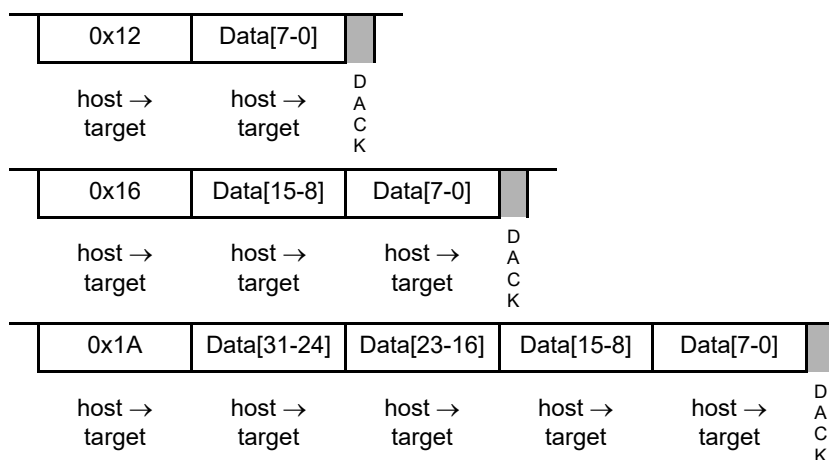 0x12 Data[7-0]
host → host →
target target
D
A
C
K
0x16 Data[15-8] Data[7-0]
host → host → host →
target target target
D
A
C
K
0x1A Data[31-24] Data[23-16] Data[15-8] Data[7-0]
host → host → host → host → host →
target target target target target
D
A
C
K